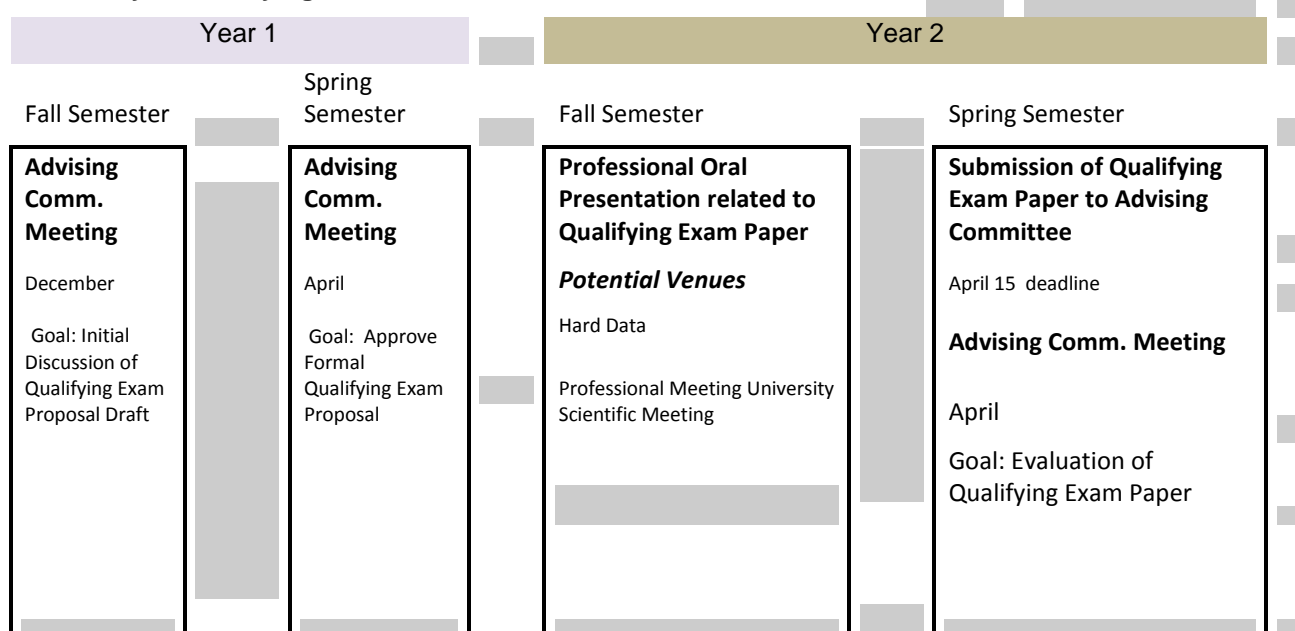 Year 1
Year 2
Fall Semester
Spring
Semester
Fall Semester
Spring Semester
Advising
Comm.
Meeting
December
Goal: Initial
Discussion of
Qualifying Exam
Proposal Draft
Advising
Comm.
Meeting
April
Goal:  Approve
Formal
Qualifying Exam
Proposal
Professional Oral
Presentation related to
Qualifying Exam Paper
Potential Venues
Hard Data
Professional Meeting University
Scientific Meeting
Submission of Qualifying
Exam Paper to Advising
Committee
April 15  deadline
Advising Comm. Meeting
April
Goal: Evaluation of
Qualifying Exam Paper